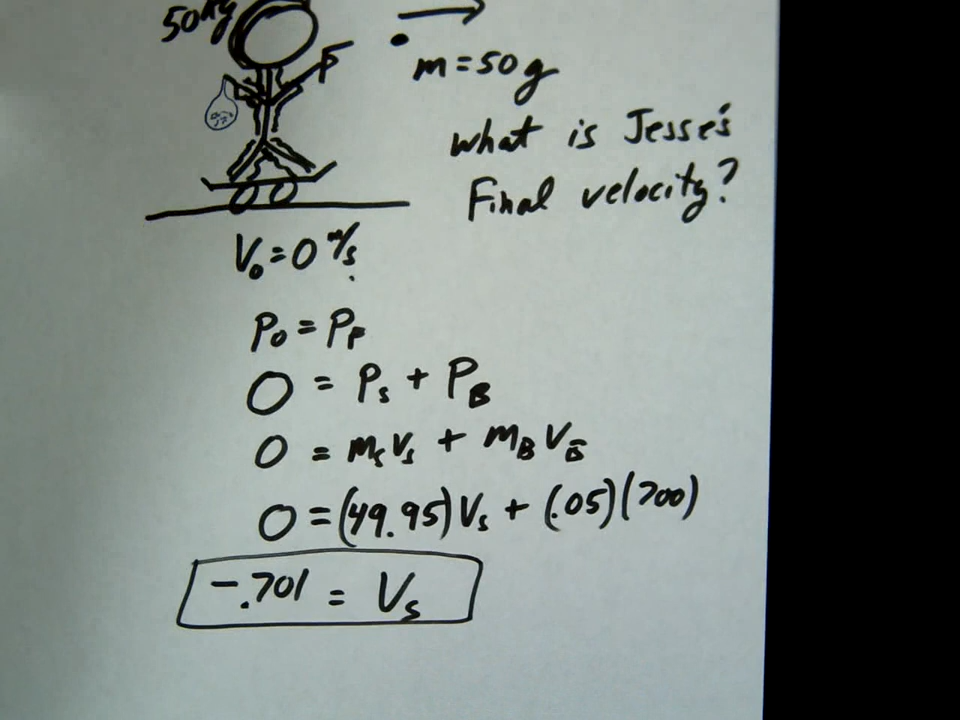 50kg
m = 50 g
What is Jesse's
Final velocity?
V₀ = 0 m/s
P₀ = P_F
0 = P_s + P_B
0 = m_s v_s + m_B V_B
0 = (49.95) V_s + (.05)(700)
-.701 = V_s